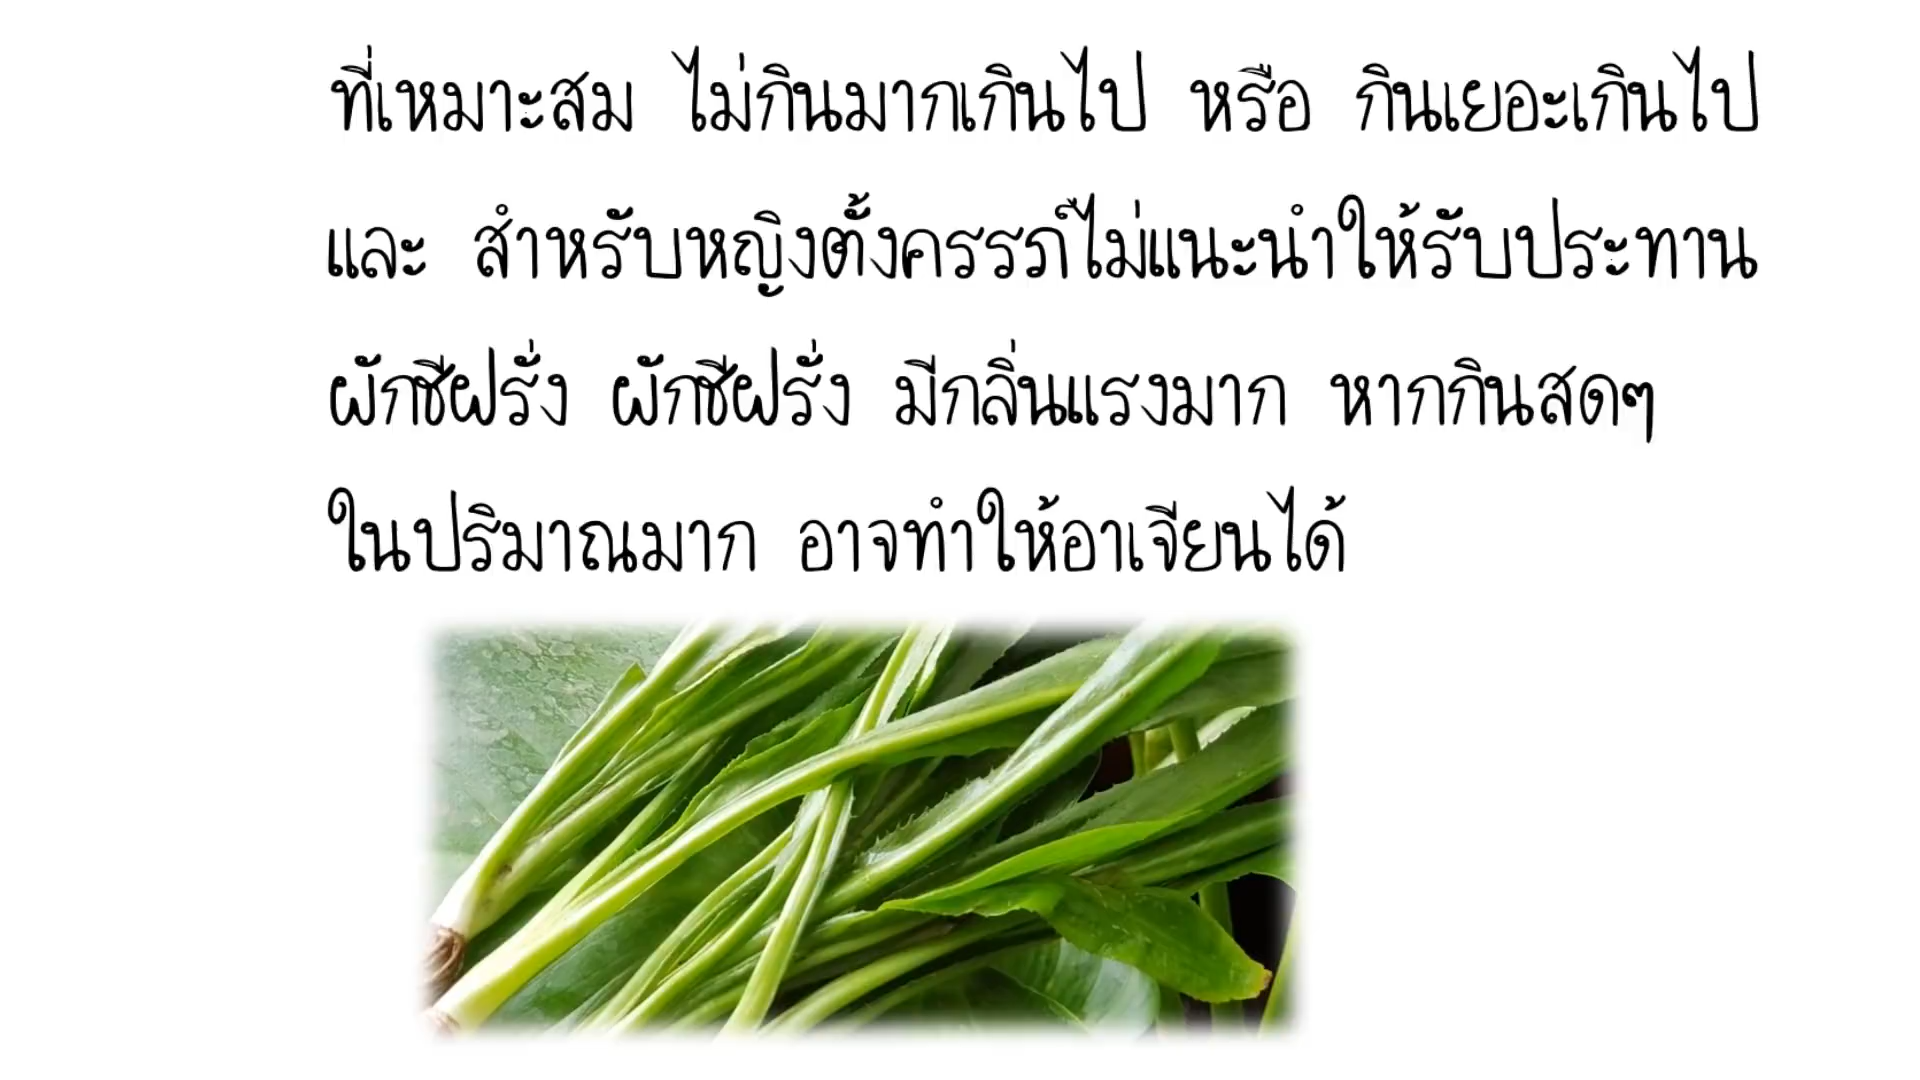 ที่เหมาะสม ไม่กินมากเกินไป หรือ กินเยอะเกินไป
และ สำหรับหญิงตั้งครรรภ์ไม่แนะนำให้รับประทาน
ผักชีฝรั่ง ผักชีฝรั่ง มีกลิ่นแรงมาก หากกินสดๆ
ในปริมาณมาก อาจทำให้อาเจียนได้